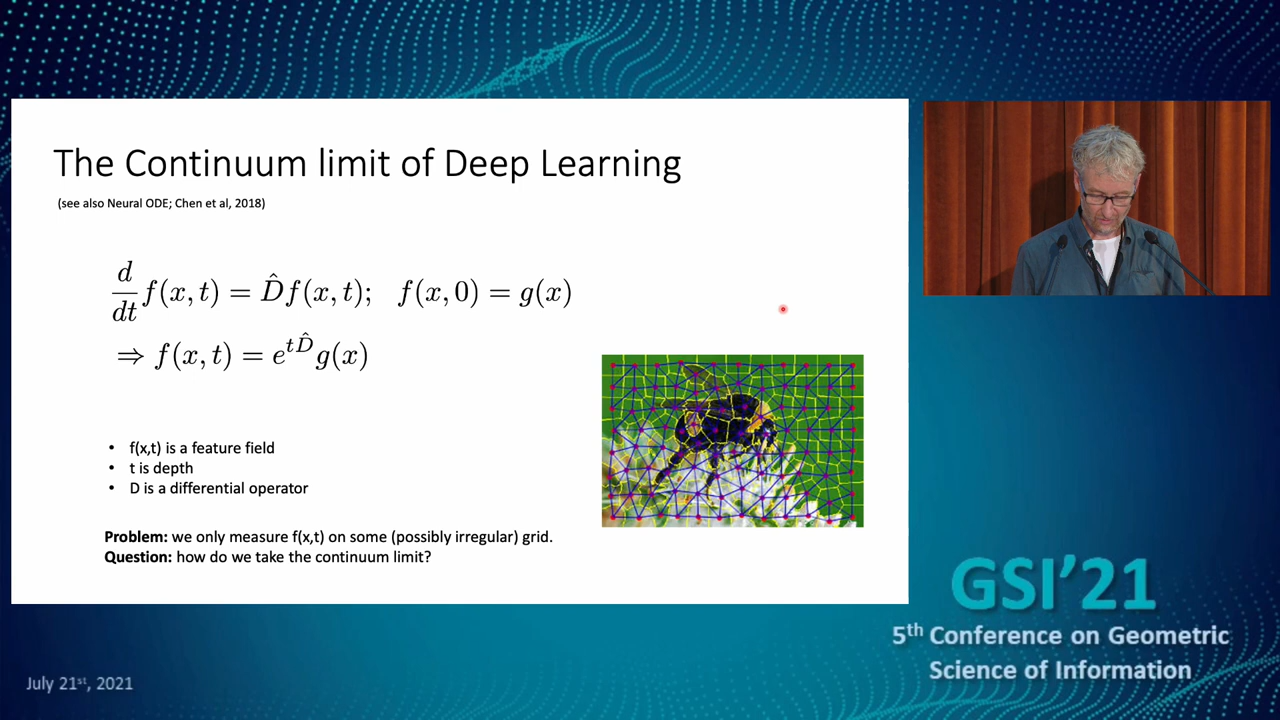 The Continuum limit of Deep Learning
(see also Neural ODE; Chen et al, 2018)
d/dt f(x, t) = D̂f(x, t);   f(x, 0) = g(x)
⇒ f(x, t) = e^{tD̂} g(x)
• f(x,t) is a feature field
• t is depth
• D is a differential operator
Problem: we only measure f(x,t) on some (possibly irregular) grid.
Question: how do we take the continuum limit?
GSI'21
5th Conference on Geometric
Science of Information
July 21st, 2021